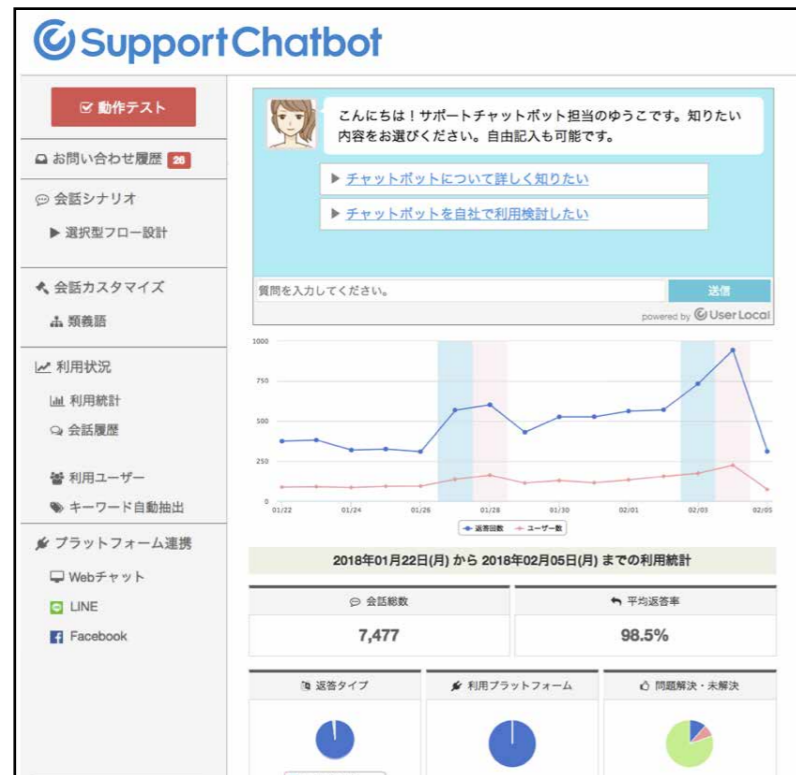 SupportChatbot
動作テスト
お問い合わせ履歴 26
会話シナリオ
▶ 選択型フロー設計
会話カスタマイズ
類義語
利用状況
利用統計
会話履歴
利用ユーザー
キーワード自動抽出
プラットフォーム連携
Webチャット
LINE
Facebook
こんにちは！サポートチャットボット担当のゆうこです。知りたい
内容をお選びください。自由記入も可能です。
▶ チャットボットについて詳しく知りたい
▶ チャットボットを自社で利用検討したい
質問を入力してください。 送信
powered by UserLocal
1000
750
500
250
0
01/22 01/24 01/26 01/28 01/30 02/01 02/03 02/05
返答回数 ユーザー数
2018年01月22日(月) から 2018年02月05日(月) までの利用統計
会話総数 平均返答率
7,477 98.5%
返答タイプ 利用プラットフォーム 問題解決・未解決